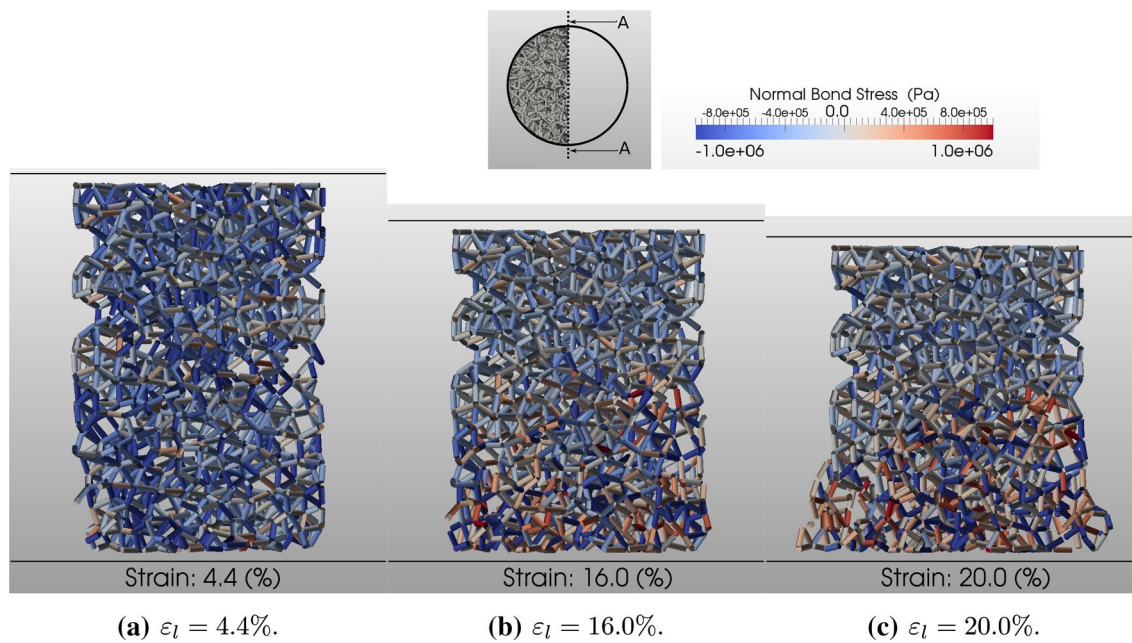 A
A
Normal Bond Stress (Pa)
-8.0e+05 -4.0e+05 0.0 4.0e+05 8.0e+05
-1.0e+06 1.0e+06
Strain: 4.4 (%) Strain: 16.0 (%) Strain: 20.0 (%)
(a) εl = 4.4%. (b) εl = 16.0%. (c) εl = 20.0%.